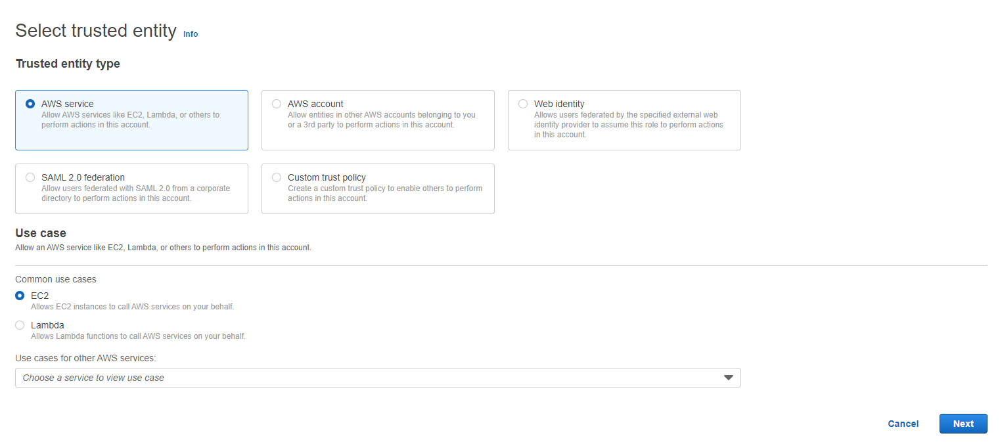 Select trusted entity Info
Trusted entity type
AWS service
Allow AWS services like EC2, Lambda, or others to
perform actions in this account.
AWS account
Allow entities in other AWS accounts belonging to you
or a 3rd party to perform actions in this account.
Web identity
Allows users federated by the specified external web
identity provider to assume this role to perform actions
in this account.
SAML 2.0 federation
Allow users federated with SAML 2.0 from a corporate
directory to perform actions in this account.
Custom trust policy
Create a custom trust policy to enable others to perform
actions in this account.
Use case
Allow an AWS service like EC2, Lambda, or others to perform actions in this account.
Common use cases
EC2
Allows EC2 instances to call AWS services on your behalf.
Lambda
Allows Lambda functions to call AWS services on your behalf.
Use cases for other AWS services:
Choose a service to view use case
Cancel
Next